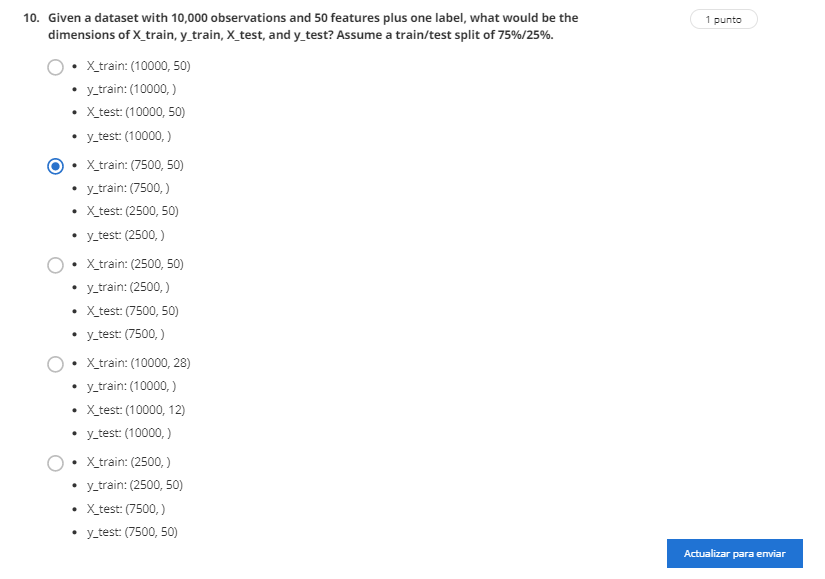 10. Given a dataset with 10,000 observations and 50 features plus one label, what would be the
dimensions of X_train, y_train, X_test, and y_test? Assume a train/test split of 75%/25%.
1 punto
• X_train: (10000, 50)
• y_train: (10000, )
• X_test: (10000, 50)
• y_test: (10000, )
• X_train: (7500, 50)
• y_train: (7500, )
• X_test: (2500, 50)
• y_test: (2500, )
• X_train: (2500, 50)
• y_train: (2500, )
• X_test: (7500, 50)
• y_test: (7500, )
• X_train: (10000, 28)
• y_train: (10000, )
• X_test: (10000, 12)
• y_test: (10000, )
• X_train: (2500, )
• y_train: (2500, 50)
• X_test: (7500, )
• y_test: (7500, 50)
Actualizar para enviar